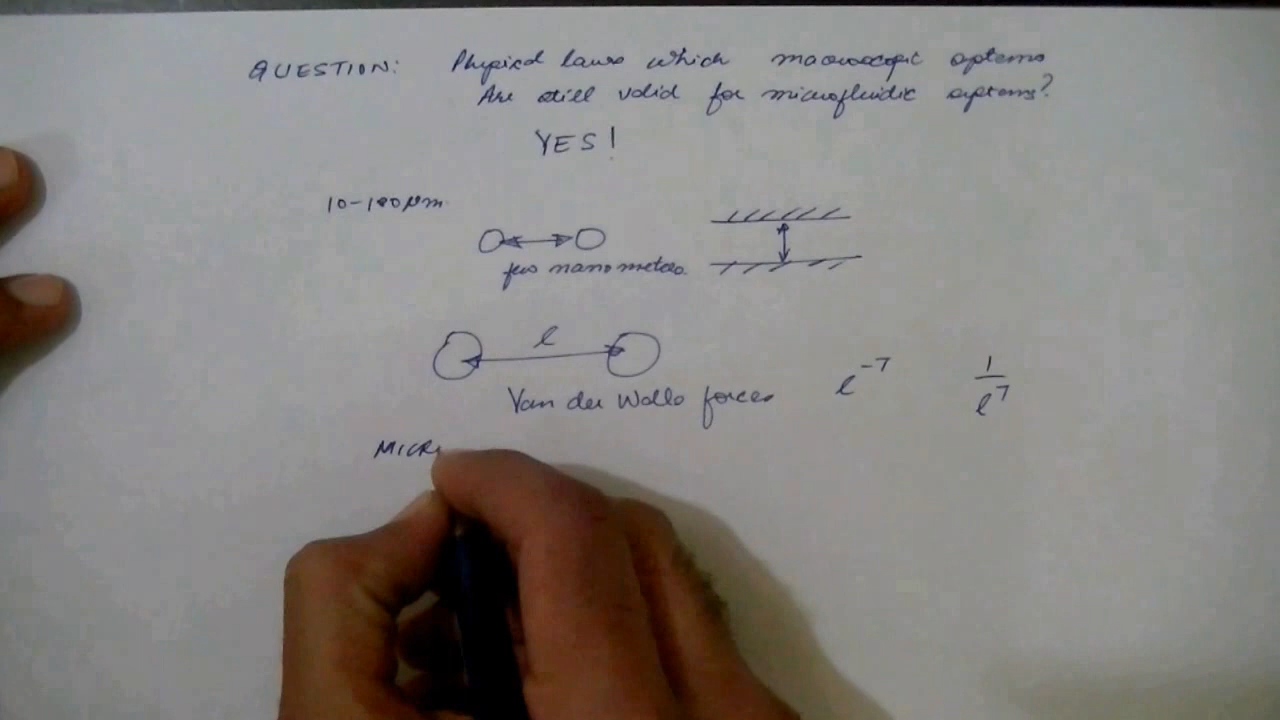 QUESTION: Physical laws which macroscopic systems
Are still valid for microfluidic systems?
YES!
10-100 µm
few nanometers
l
Van der Walls forces l⁻⁷ 1/l⁷
MICR